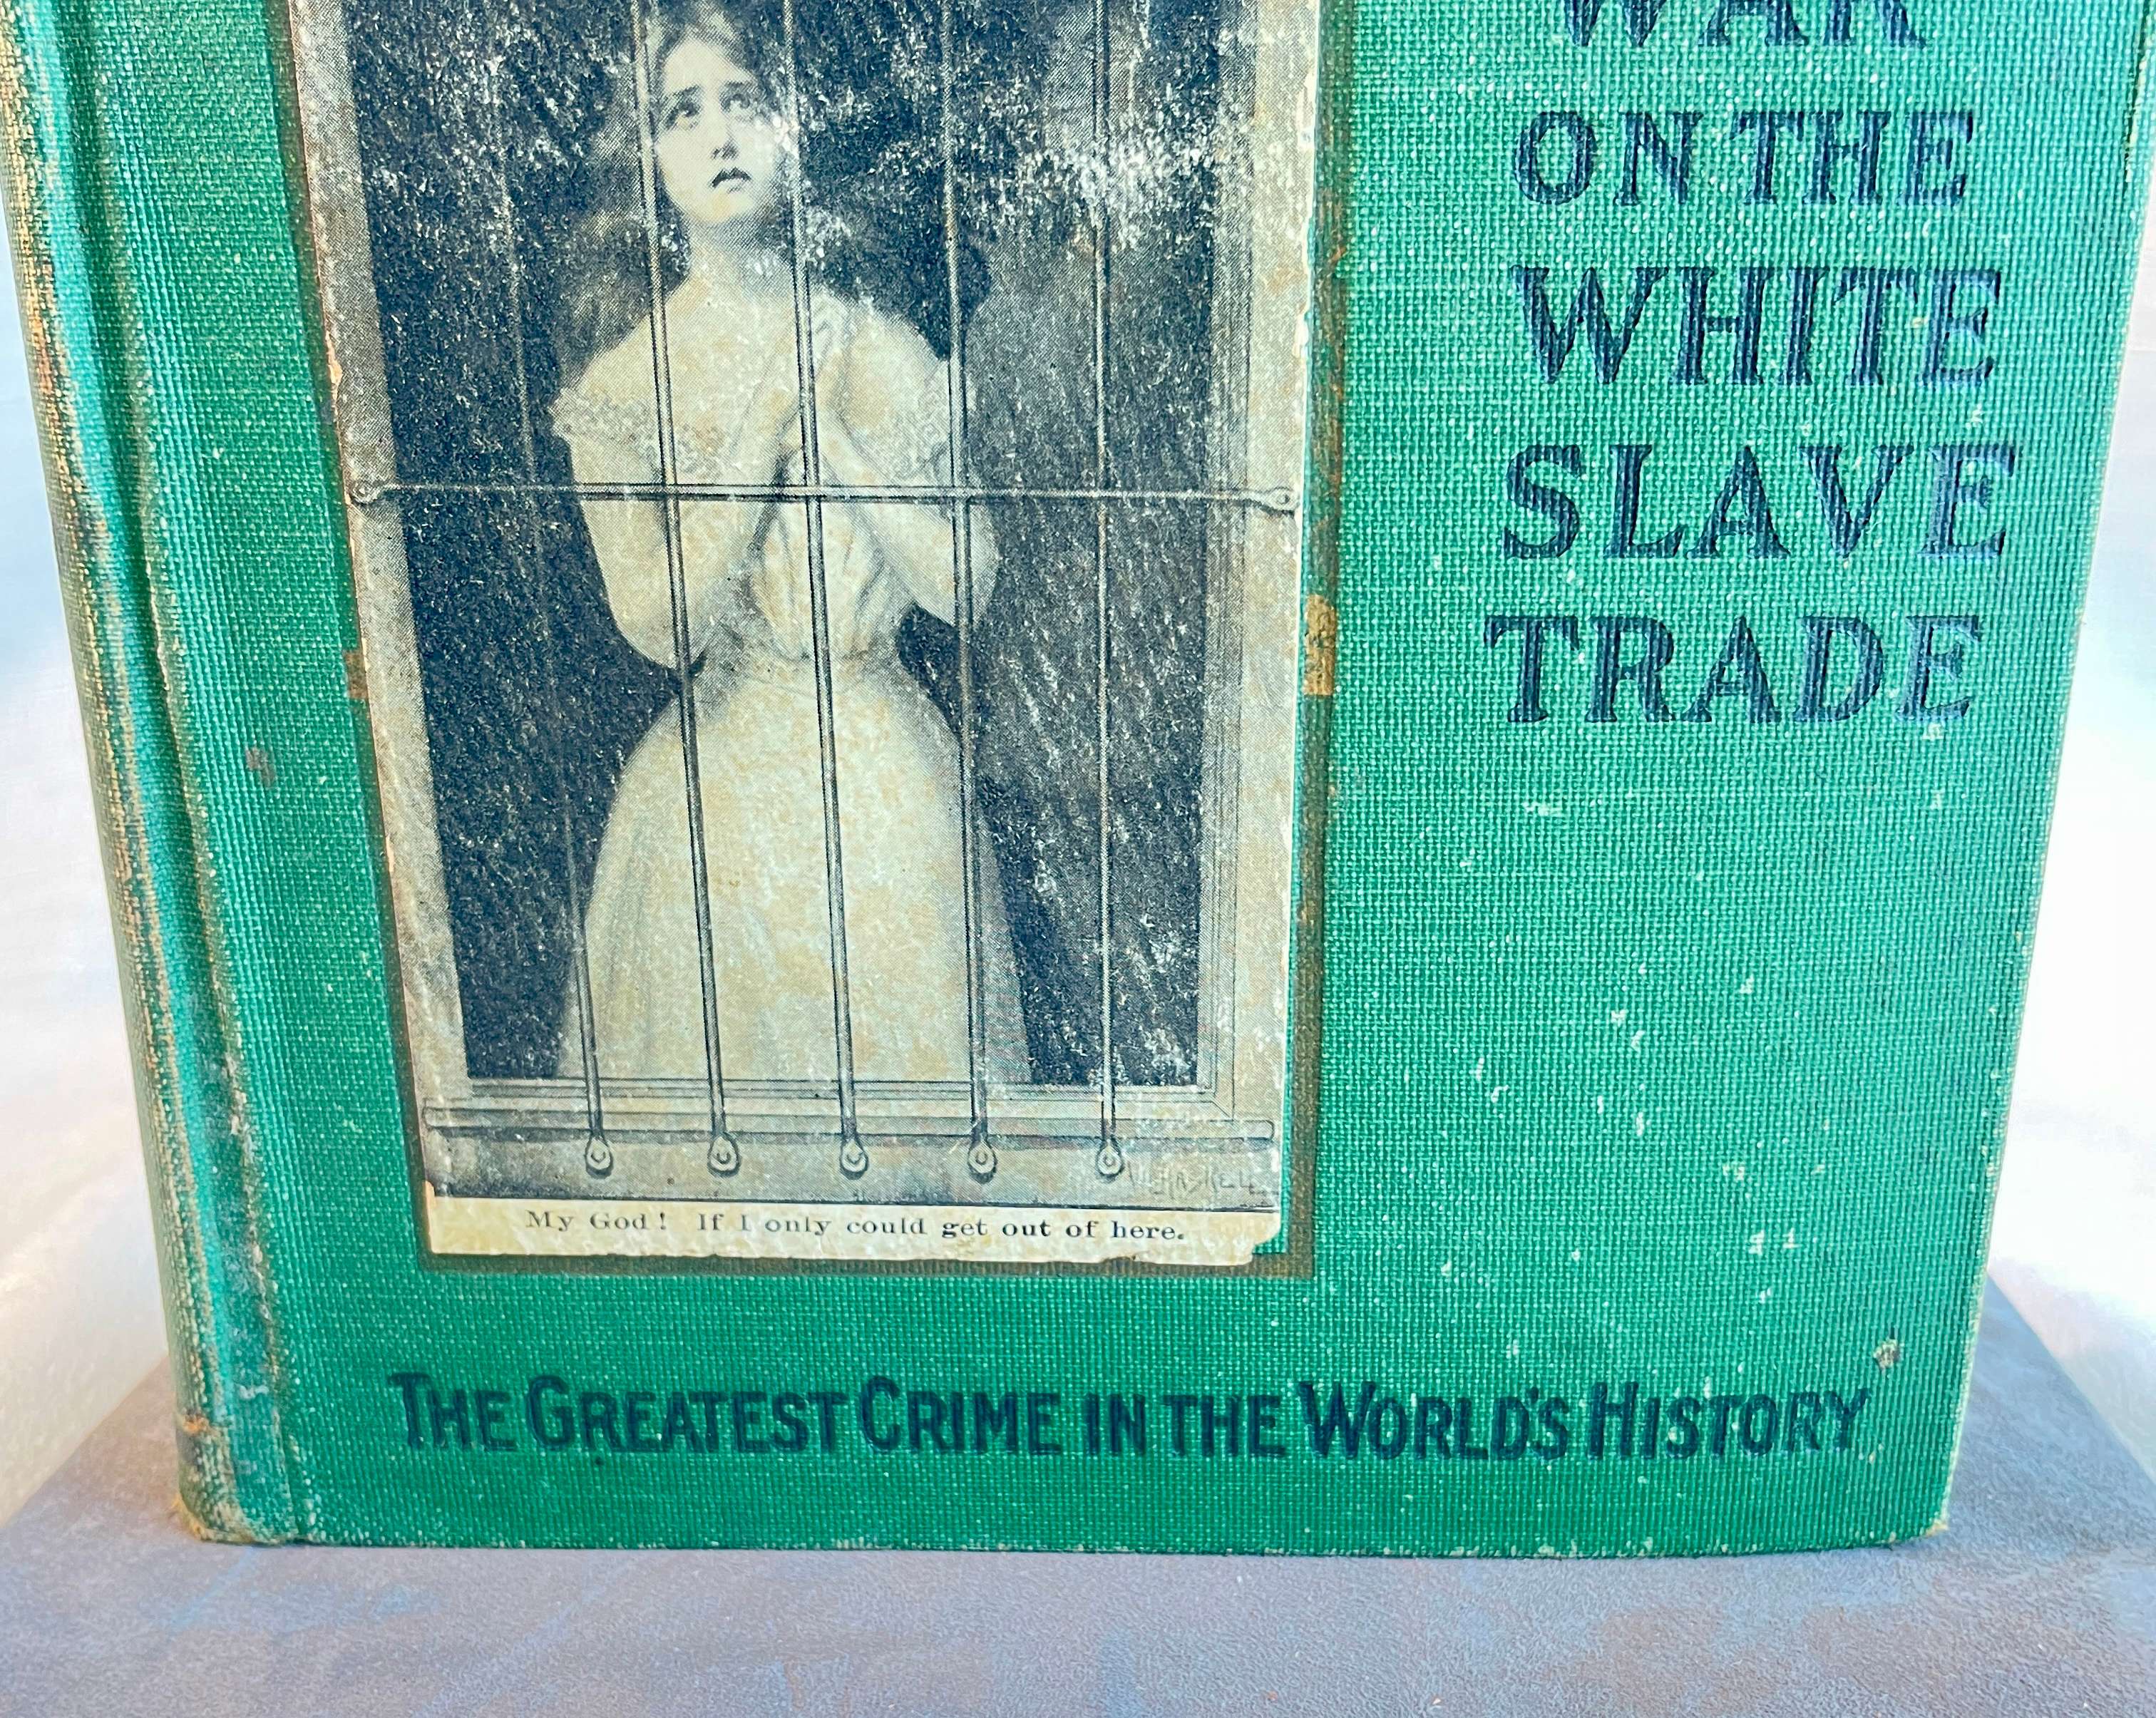 WAR
ON THE
WHITE
SLAVE
TRADE
My God! If I only could get out of here.
THE GREATEST CRIME IN THE WORLD'S HISTORY